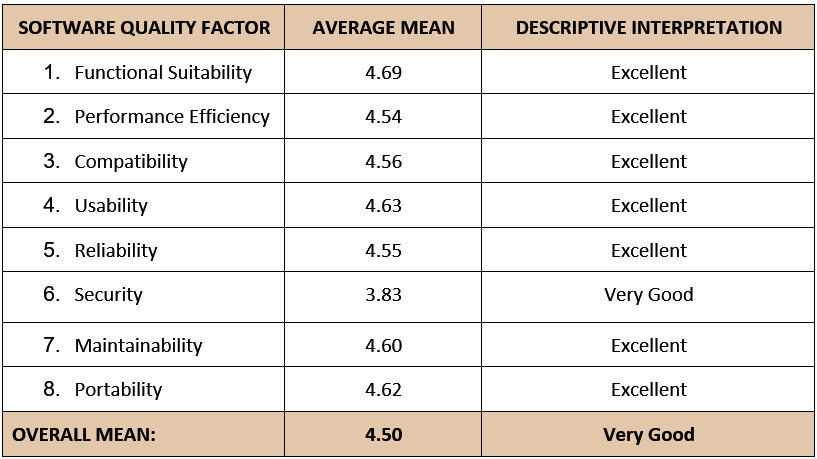 SOFTWARE QUALITY FACTOR AVERAGE MEAN DESCRIPTIVE INTERPRETATION
1. Functional Suitability 4.69 Excellent
2. Performance Efficiency 4.54 Excellent
3. Compatibility 4.56 Excellent
4. Usability 4.63 Excellent
5. Reliability 4.55 Excellent
6. Security 3.83 Very Good
7. Maintainability 4.60 Excellent
8. Portability 4.62 Excellent
OVERALL MEAN: 4.50 Very Good